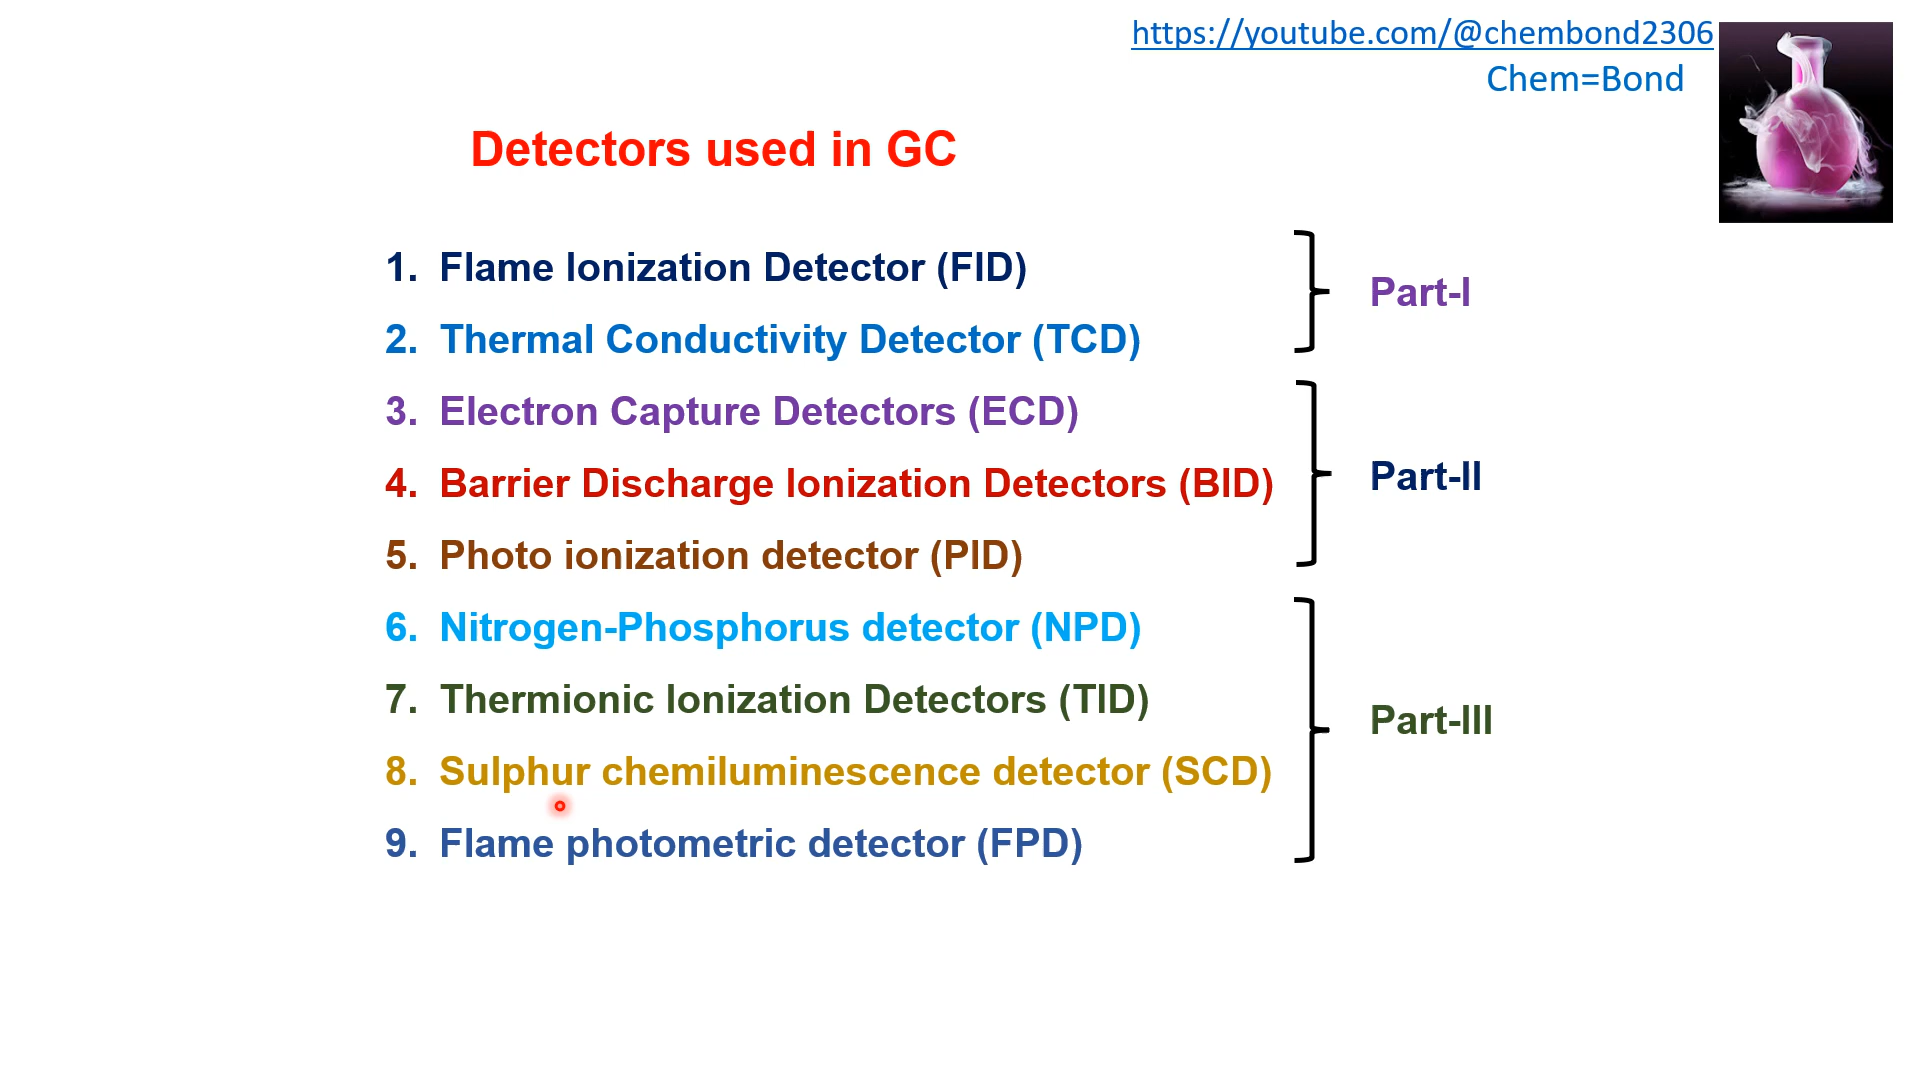 https://youtube.com/@chembond2306
Chem=Bond
Detectors used in GC
1. Flame Ionization Detector (FID)
2. Thermal Conductivity Detector (TCD)
Part-I
3. Electron Capture Detectors (ECD)
4. Barrier Discharge Ionization Detectors (BID)
5. Photo ionization detector (PID)
Part-II
6. Nitrogen-Phosphorus detector (NPD)
7. Thermionic Ionization Detectors (TID)
8. Sulphur chemiluminescence detector (SCD)
9. Flame photometric detector (FPD)
Part-III